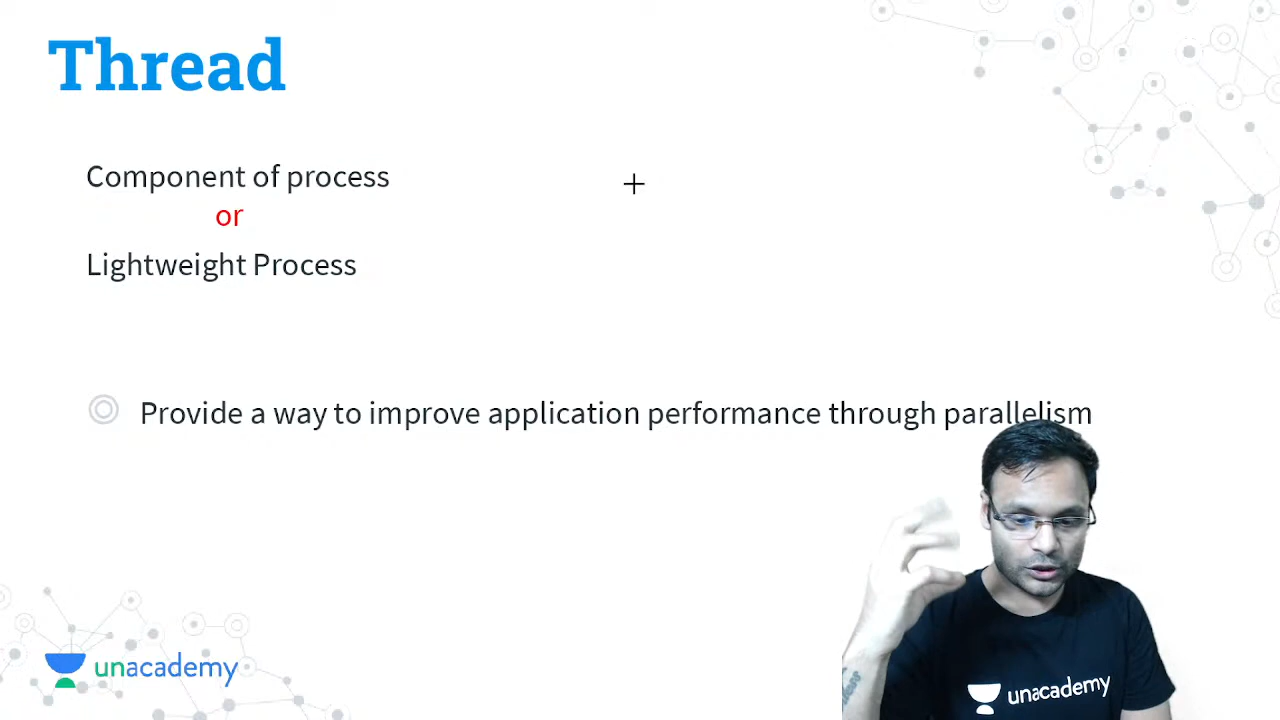 Thread
Component of process
or
Lightweight Process
Provide a way to improve application performance through parallelism
unacademy
unacademy